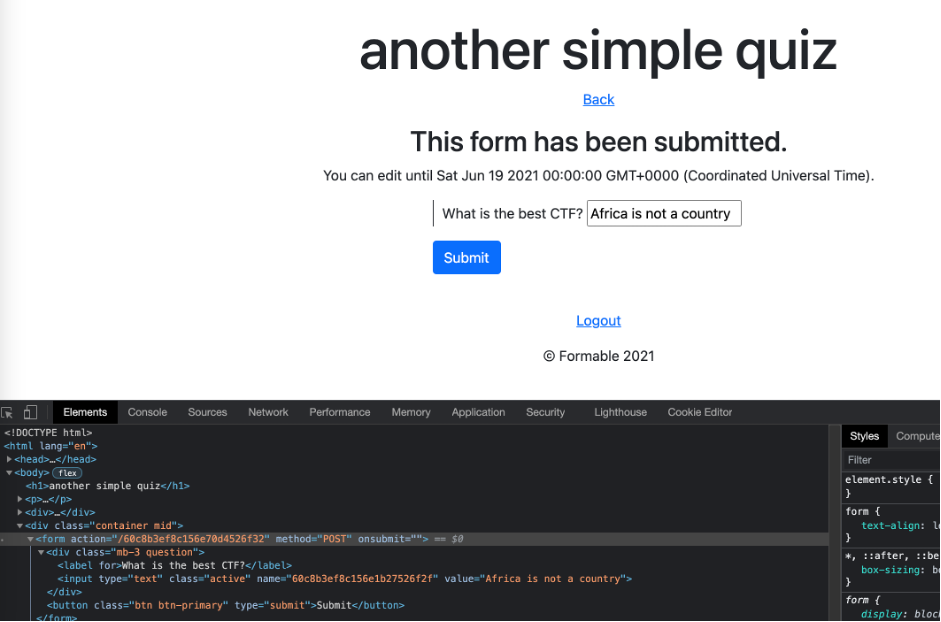 another simple quiz
Back
This form has been submitted.
You can edit until Sat Jun 19 2021 00:00:00 GMT+0000 (Coordinated Universal Time).
What is the best CTF? Africa is not a country
Submit
Logout
© Formable 2021
Elements Console Sources Network Performance Memory Application Security Lighthouse Cookie Editor
<!DOCTYPE html>
<html lang="en">
<head>…</head>
<body> flex
<h1>another simple quiz</h1>
<p>…</p>
<div>…</div>
<div class="container mid">
<form action="/60c8b3ef8c156e70d4526f32" method="POST" onsubmit=""> == $0
<div class="mb-3 question">
<label for>What is the best CTF?</label>
<input type="text" class="active" name="60c8b3ef8c156e1b27526f2f" value="Africa is not a country">
</div>
<button class="btn btn-primary" type="submit">Submit</button>
</form>
Styles Compute
Filter
element.style {
}
form {
text-align: l
}
*, ::after, ::be
box-sizing: b
}
form {
display: bloc